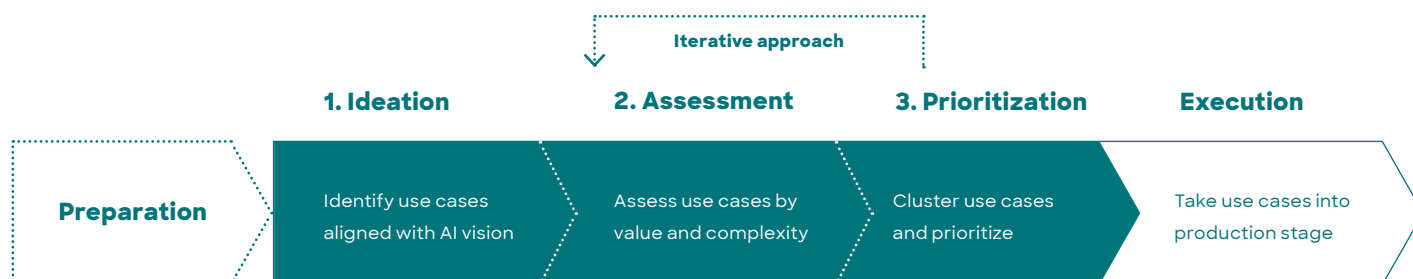 Iterative approach
1. Ideation
2. Assessment
3. Prioritization
Execution
Preparation
Identify use cases
aligned with AI vision
Assess use cases by
value and complexity
Cluster use cases
and prioritize
Take use cases into
production stage